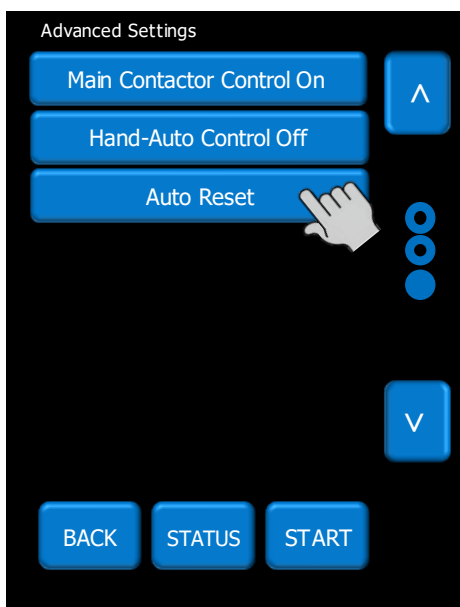 Advanced Settings
Main Contactor Control On
Hand-Auto Control Off
Auto Reset
BACK
STATUS
START